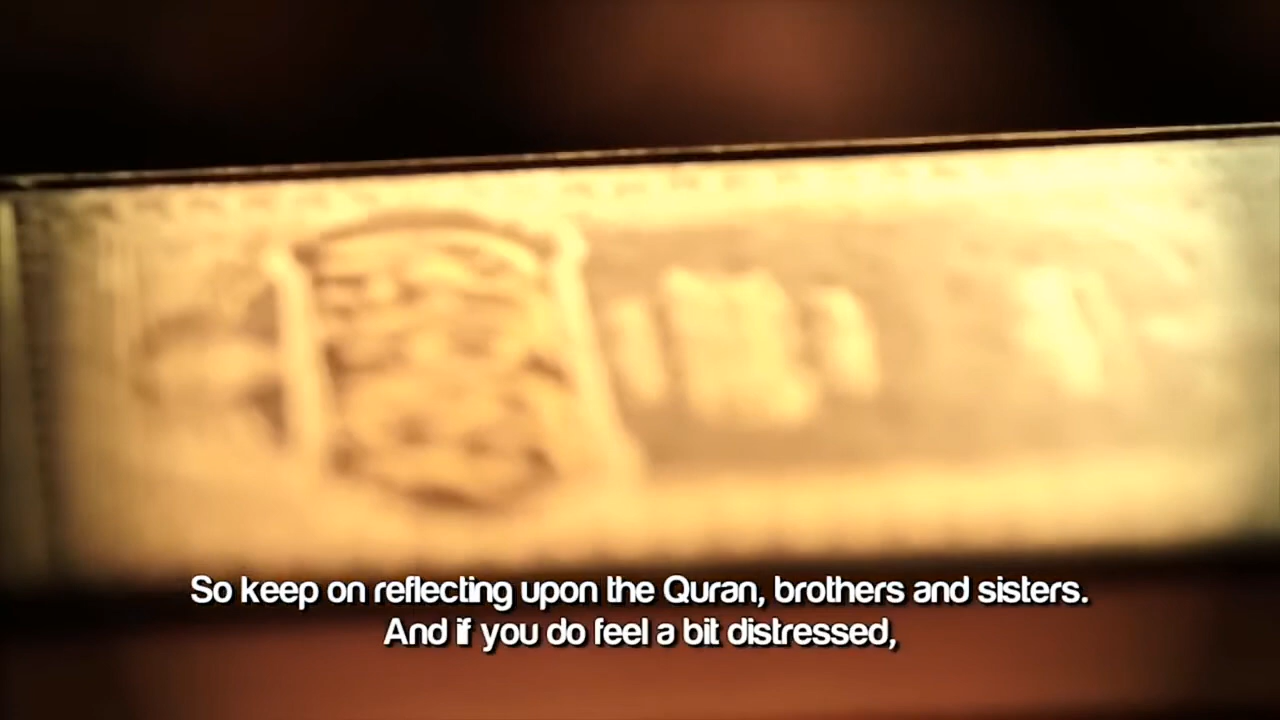 So keep on reflecting upon the Quran, brothers and sisters.
And if you do feel a bit distressed,